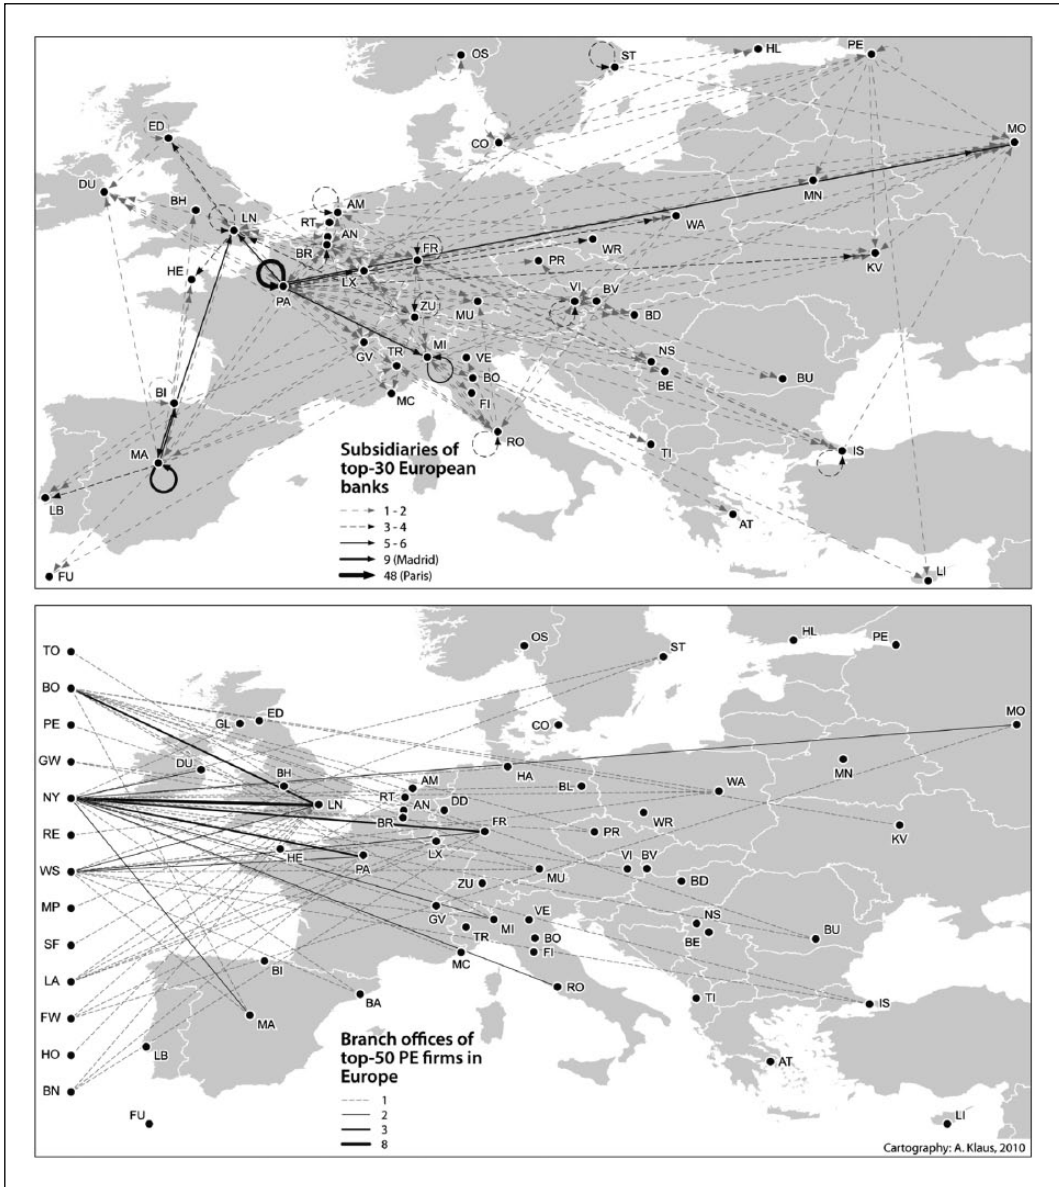 OS
ST
HL
PE
ED
CO
MO
DU
BH
LN
AM
RT
AN
BR
FR
MN
WA
WR
PR
HE
PA
LX
KV
ZU
MU
VI
BV
BD
GV
TR
MI
VE
NS
BE
BU
BI
MC
BO
FI
MA
RO
TI
IS
LB
AT
FU
LI
Subsidiaries of
top-30 European
banks
1 - 2
3 - 4
5 - 6
9 (Madrid)
48 (Paris)
TO
BO
PE
GW
NY
RE
WS
MP
SF
LA
FW
HO
BN
OS
ST
HL
PE
GL
ED
CO
MO
DU
BH
LN
AM
RT
AN
BR
DD
HA
BL
WA
MN
FR
PR
WR
KV
HE
PA
LX
MU
VI
BV
BD
ZU
GV
TR
MI
VE
NS
BE
BU
BO
FI
MC
BI
BA
MA
RO
TI
IS
LB
AT
FU
LI
Branch offices of
top-50 PE firms in
Europe
1
2
3
8
Cartography: A. Klaus, 2010